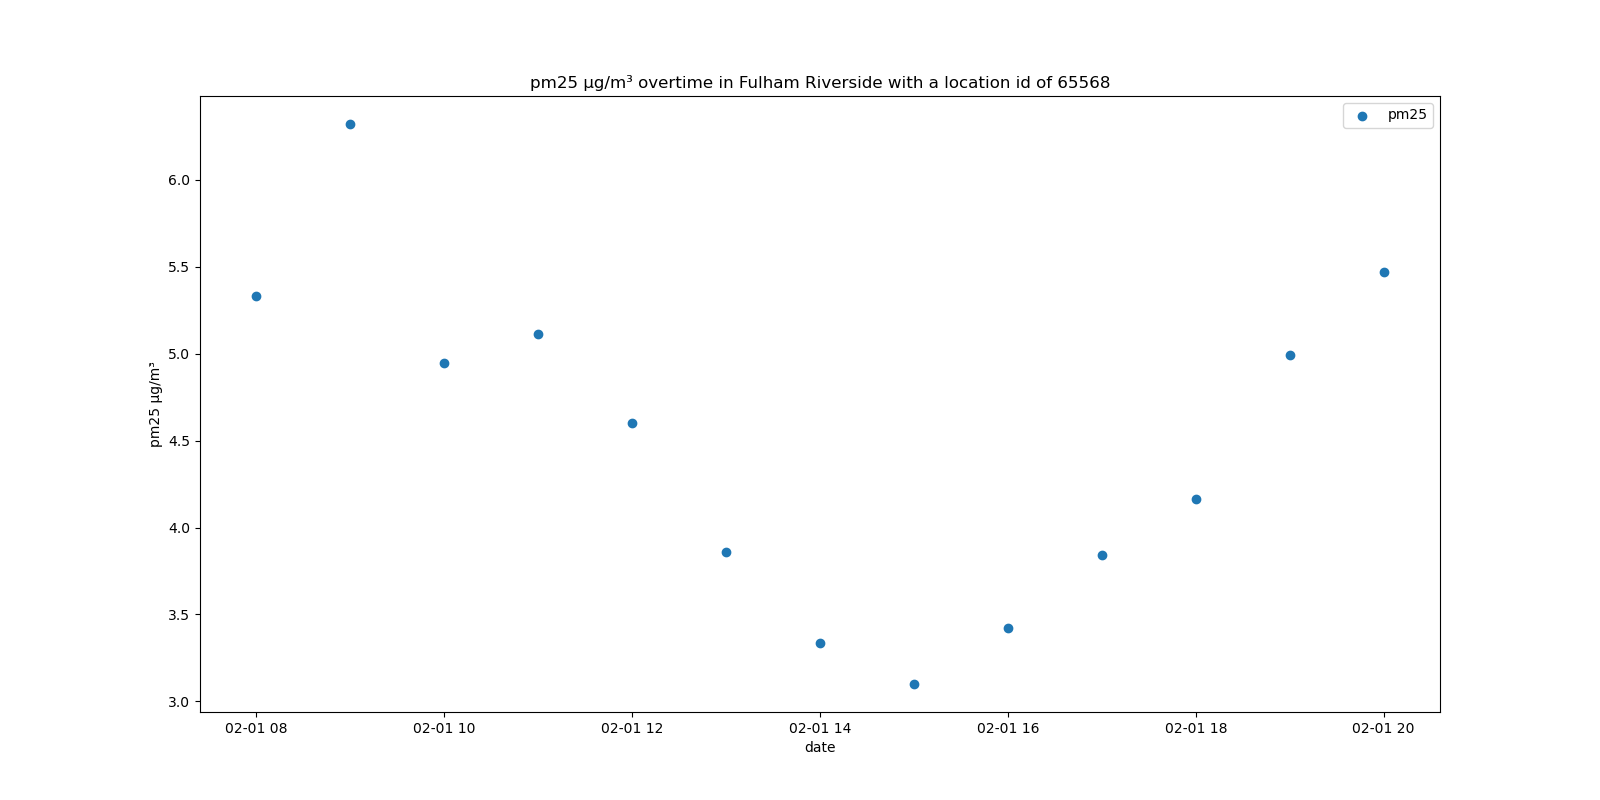 pm25 µg/m³ overtime in Fulham Riverside with a location id of 65568
pm25
6.0
5.5
5.0
4.5
4.0
3.5
3.0
pm25 µg/m³
02-01 08 02-01 10 02-01 12 02-01 14 02-01 16 02-01 18 02-01 20
date